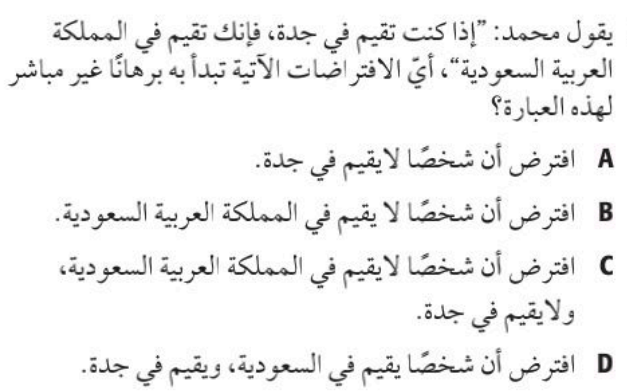 يقول محمد: ”إذا كنت تقيم في جدة، فإنك تقيم في المملكة
العربية السعودية“، أيّ الافتراضات الآتية تبدأ به برهانًا غير مباشر
لهذه العبارة؟
A افترض أن شخصًا لايقيم في جدة.
B افترض أن شخصًا لا يقيم في المملكة العربية السعودية.
C افترض أن شخصًا لايقيم في المملكة العربية السعودية،
ولايقيم في جدة.
D افترض أن شخصًا يقيم في السعودية، ويقيم في جدة.